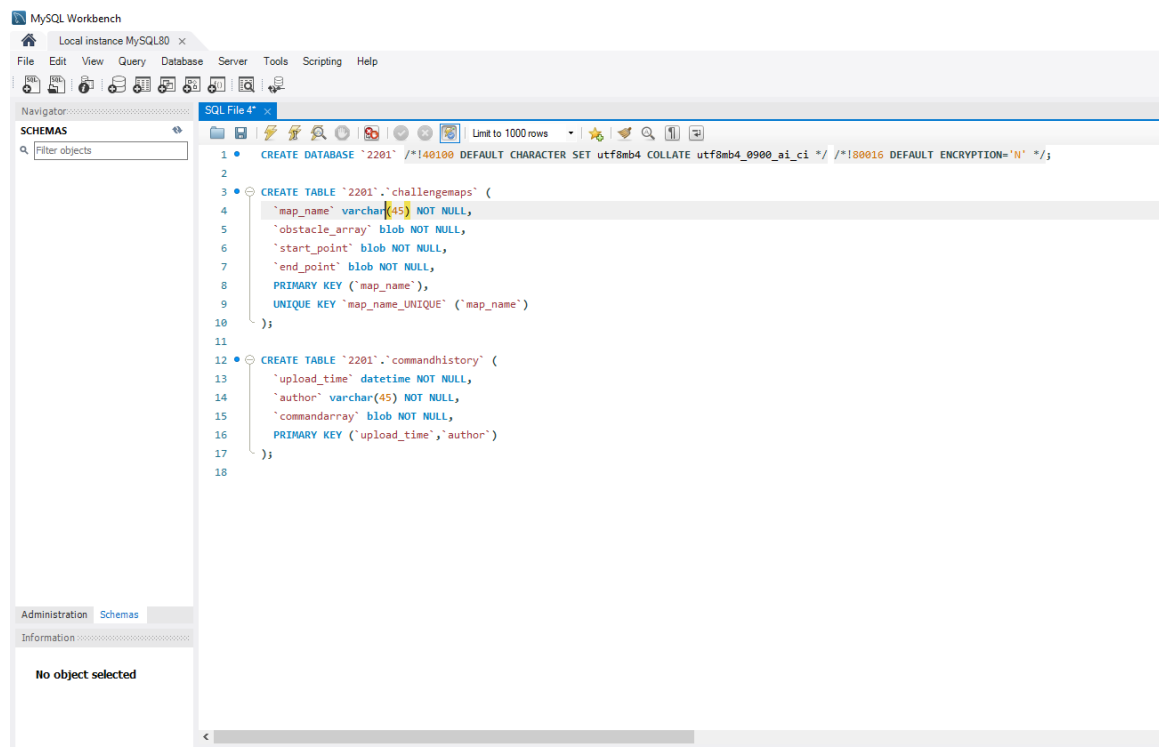 MySQL Workbench
Local instance MySQL80 ×
File Edit View Query Database Server Tools Scripting Help
Navigator
SQL File 4* ×
SCHEMAS
Limit to 1000 rows
Filter objects
1 CREATE DATABASE `2201` /*!40100 DEFAULT CHARACTER SET utf8mb4 COLLATE utf8mb4_0900_ai_ci */ /*!80016 DEFAULT ENCRYPTION='N' */;
2
3 CREATE TABLE `2201`.`challengemaps` (
4 `map_name` varchar(45) NOT NULL,
5 `obstacle_array` blob NOT NULL,
6 `start_point` blob NOT NULL,
7 `end_point` blob NOT NULL,
8 PRIMARY KEY (`map_name`),
9 UNIQUE KEY `map_name_UNIQUE` (`map_name`)
10 );
11
12 CREATE TABLE `2201`.`commandhistory` (
13 `upload_time` datetime NOT NULL,
14 `author` varchar(45) NOT NULL,
15 `commandarray` blob NOT NULL,
16 PRIMARY KEY (`upload_time`,`author`)
17 );
18
Administration Schemas
Information
No object selected